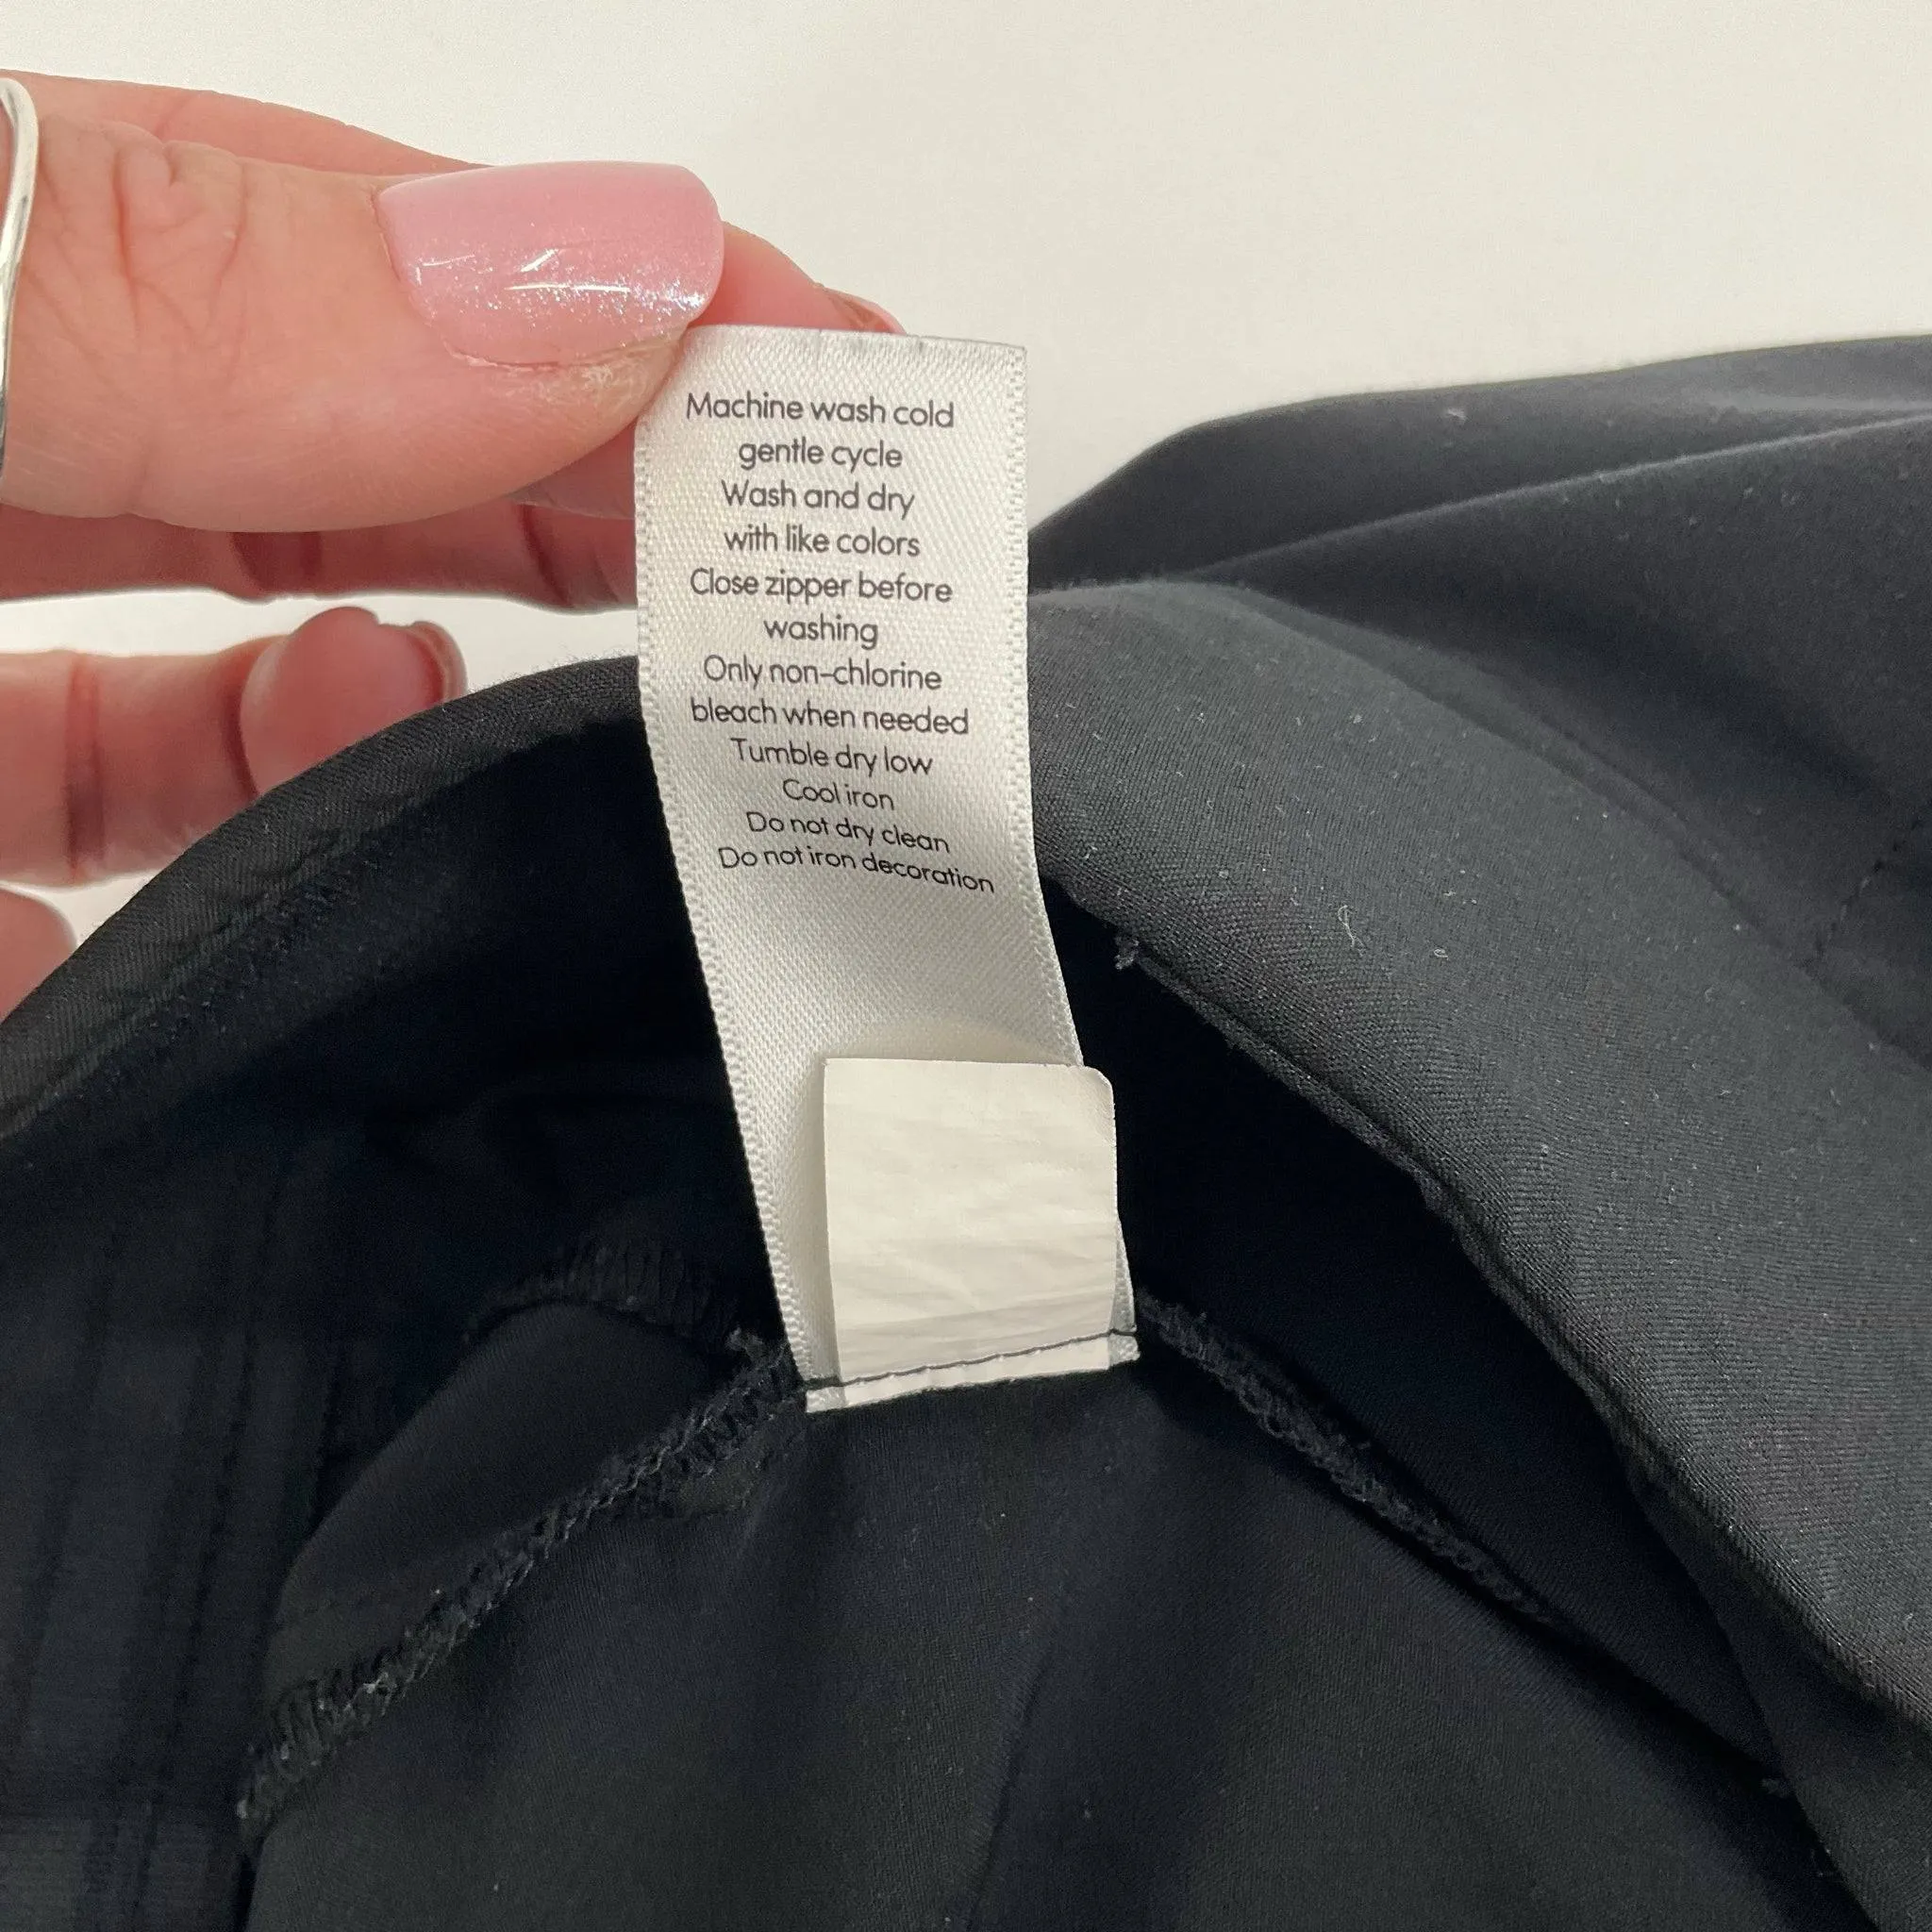 Machine wash cold
gentle cycle
Wash and dry
with like colors
Close zipper before
washing
Only non-chlorine
bleach when needed
Tumble dry low
Cool iron
Do not dry clean
Do not iron decoration